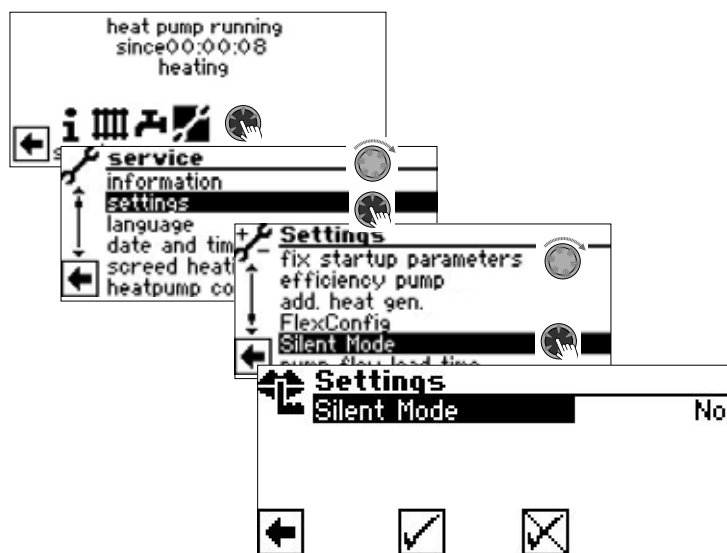 heat pump running
since00:00:08
heating
service
information
settings
language
date and tim
screed heati
heatpump co
Settings
fix startup parameters
efficiency pump
add. heat gen.
FlexConfig
Silent Mode
Settings
Silent Mode No